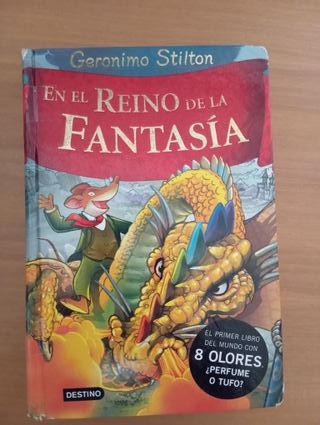 Geronimo Stilton
EN EL REINO DE LA
FANTASÍA
EL PRIMER LIBRO
DEL MUNDO CON
8 OLORES
¿PERFUME
O TUFO?
DESTINO